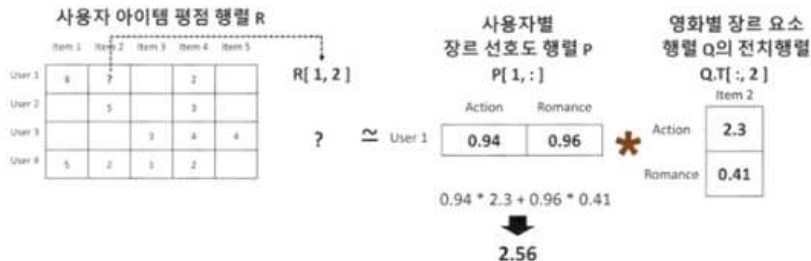 사용자 아이템 평점 행렬 R
Item 1 Item 2 Item 3 Item 4 Item 5
User 1 4 ? 2
User 2 5 3
User 3 3 4 4
User 4 5 2 1 2
R[ 1, 2 ]
?
≃
사용자별
장르 선호도 행렬 P
P[ 1, : ]
Action Romance
User 1 0.94 0.96
*
영화별 장르 요소
행렬 Q의 전치행렬
Q.T[ :, 2 ]
Item 2
Action 2.3
Romance 0.41
0.94 * 2.3 + 0.96 * 0.41
2.56